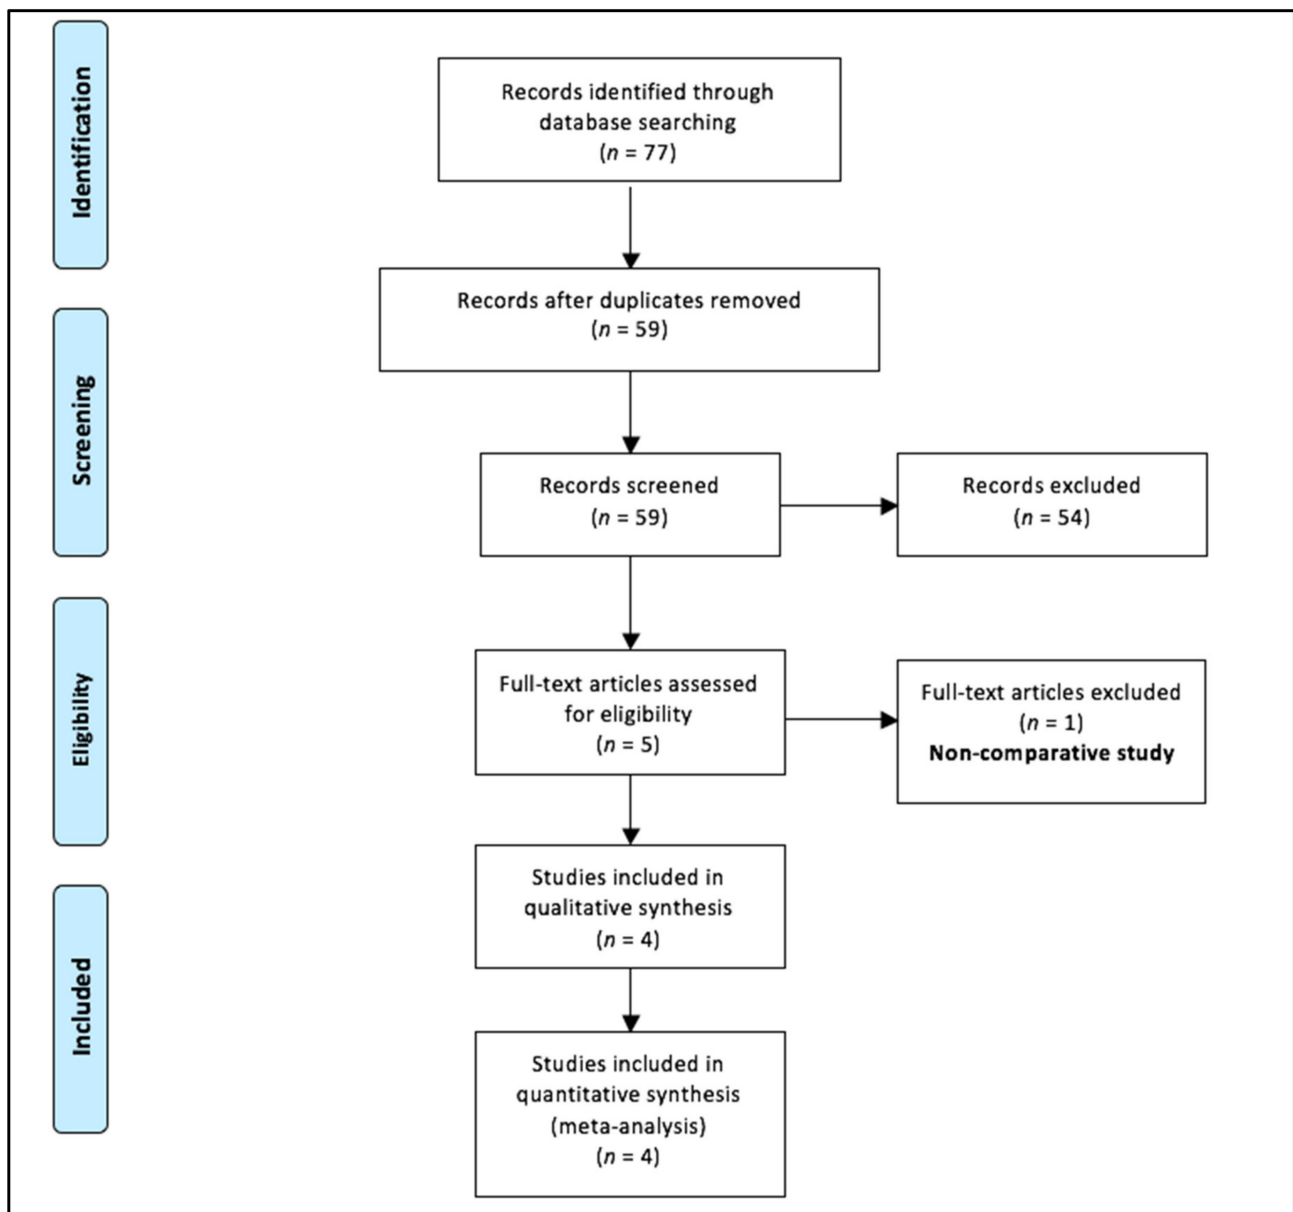 Identification
Records identified through
database searching
(n = 77)
Records after duplicates removed
(n = 59)
Screening
Records screened
(n = 59)
Records excluded
(n = 54)
Eligibility
Full-text articles assessed
for eligibility
(n = 5)
Full-text articles excluded
(n = 1)
Non-comparative study
Studies included in
qualitative synthesis
(n = 4)
Included
Studies included in
quantitative synthesis
(meta-analysis)
(n = 4)